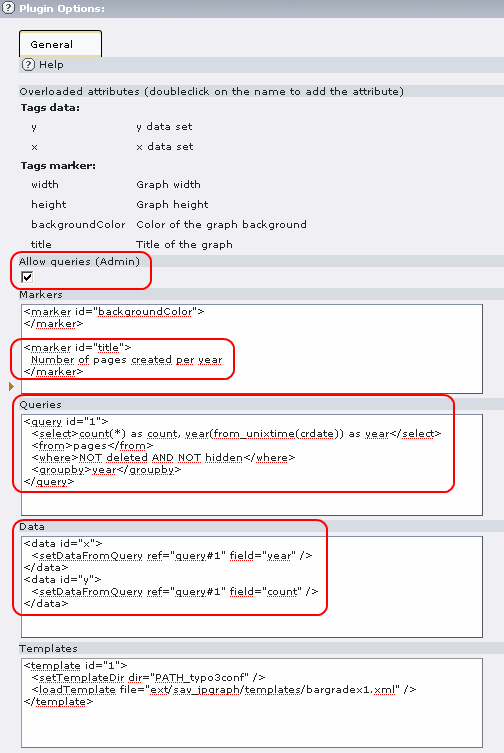 Plugin Options:
General
Help
Overloaded attributes (doubleclick on the name to add the attribute)
Tags data:
y y data set
x x data set
Tags marker:
width Graph width
height Graph height
backgroundColor Color of the graph background
title Title of the graph
Allow queries (Admin)
Markers
<marker id="backgroundColor">
</marker>
<marker id="title">
Number of pages created per year
</marker>
Queries
<query id="1">
<select>count(*) as count, year(from_unixtime(crdate)) as year</select>
<from>pages</from>
<where>NOT deleted AND NOT hidden</where>
<groupby>year</groupby>
</query>
Data
<data id="x">
<setDataFromQuery ref="query#1" field="year" />
</data>
<data id="y">
<setDataFromQuery ref="query#1" field="count" />
</data>
Templates
<template id="1">
<setTemplateDir dir="PATH_typo3conf" />
<loadTemplate file="ext/sav_jpgraph/templates/bargradex1.xml" />
</template>